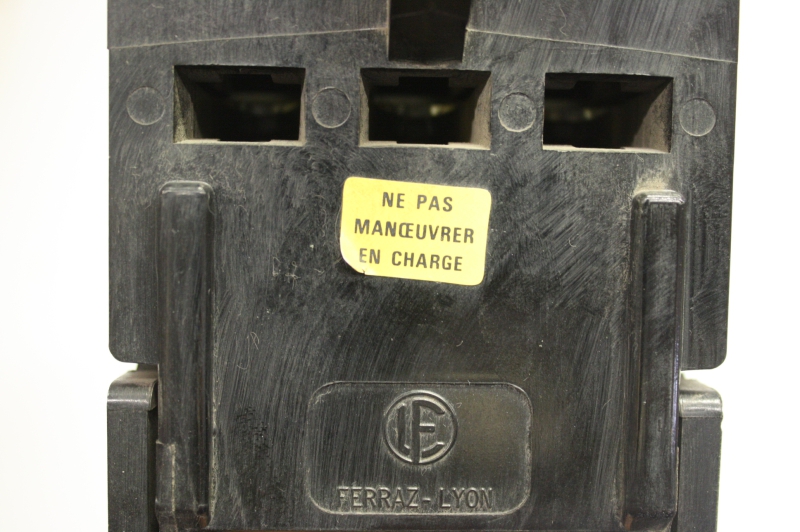 NE PAS
MANŒUVRER
EN CHARGE
FERRAZ-LYON